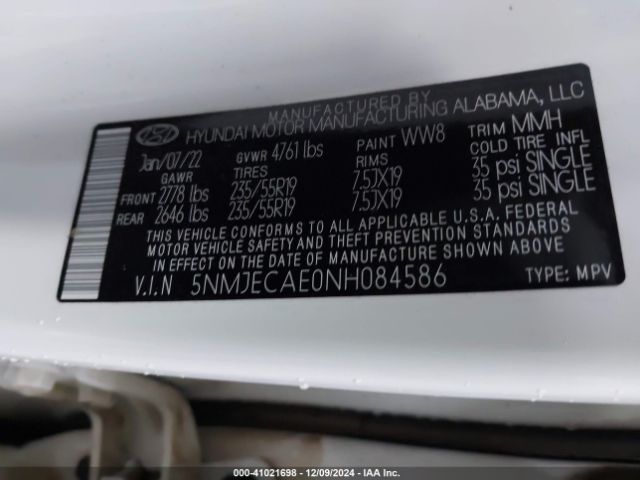 MANUFACTURED BY
HYUNDAI MOTOR MANUFACTURING ALABAMA, LLC
Jan/07/22 GVWR 4761 lbs PAINT WW8 TRIM MMH
GAWR TIRES RIMS COLD TIRE INFL
FRONT 2778 lbs 235/55R19 7.5JX19 35 psi SINGLE
REAR 2646 lbs 235/55R19 7.5JX19 35 psi SINGLE
THIS VEHICLE CONFORMS TO ALL APPLICABLE U.S.A. FEDERAL
MOTOR VEHICLE SAFETY AND THEFT PREVENTION STANDARDS
IN EFFECT ON THE DATE OF MANUFACTURE SHOWN ABOVE
V.I.N 5NMJECAE0NH084586 TYPE: MPV
000-41021698 - 12/09/2024 - IAA Inc.